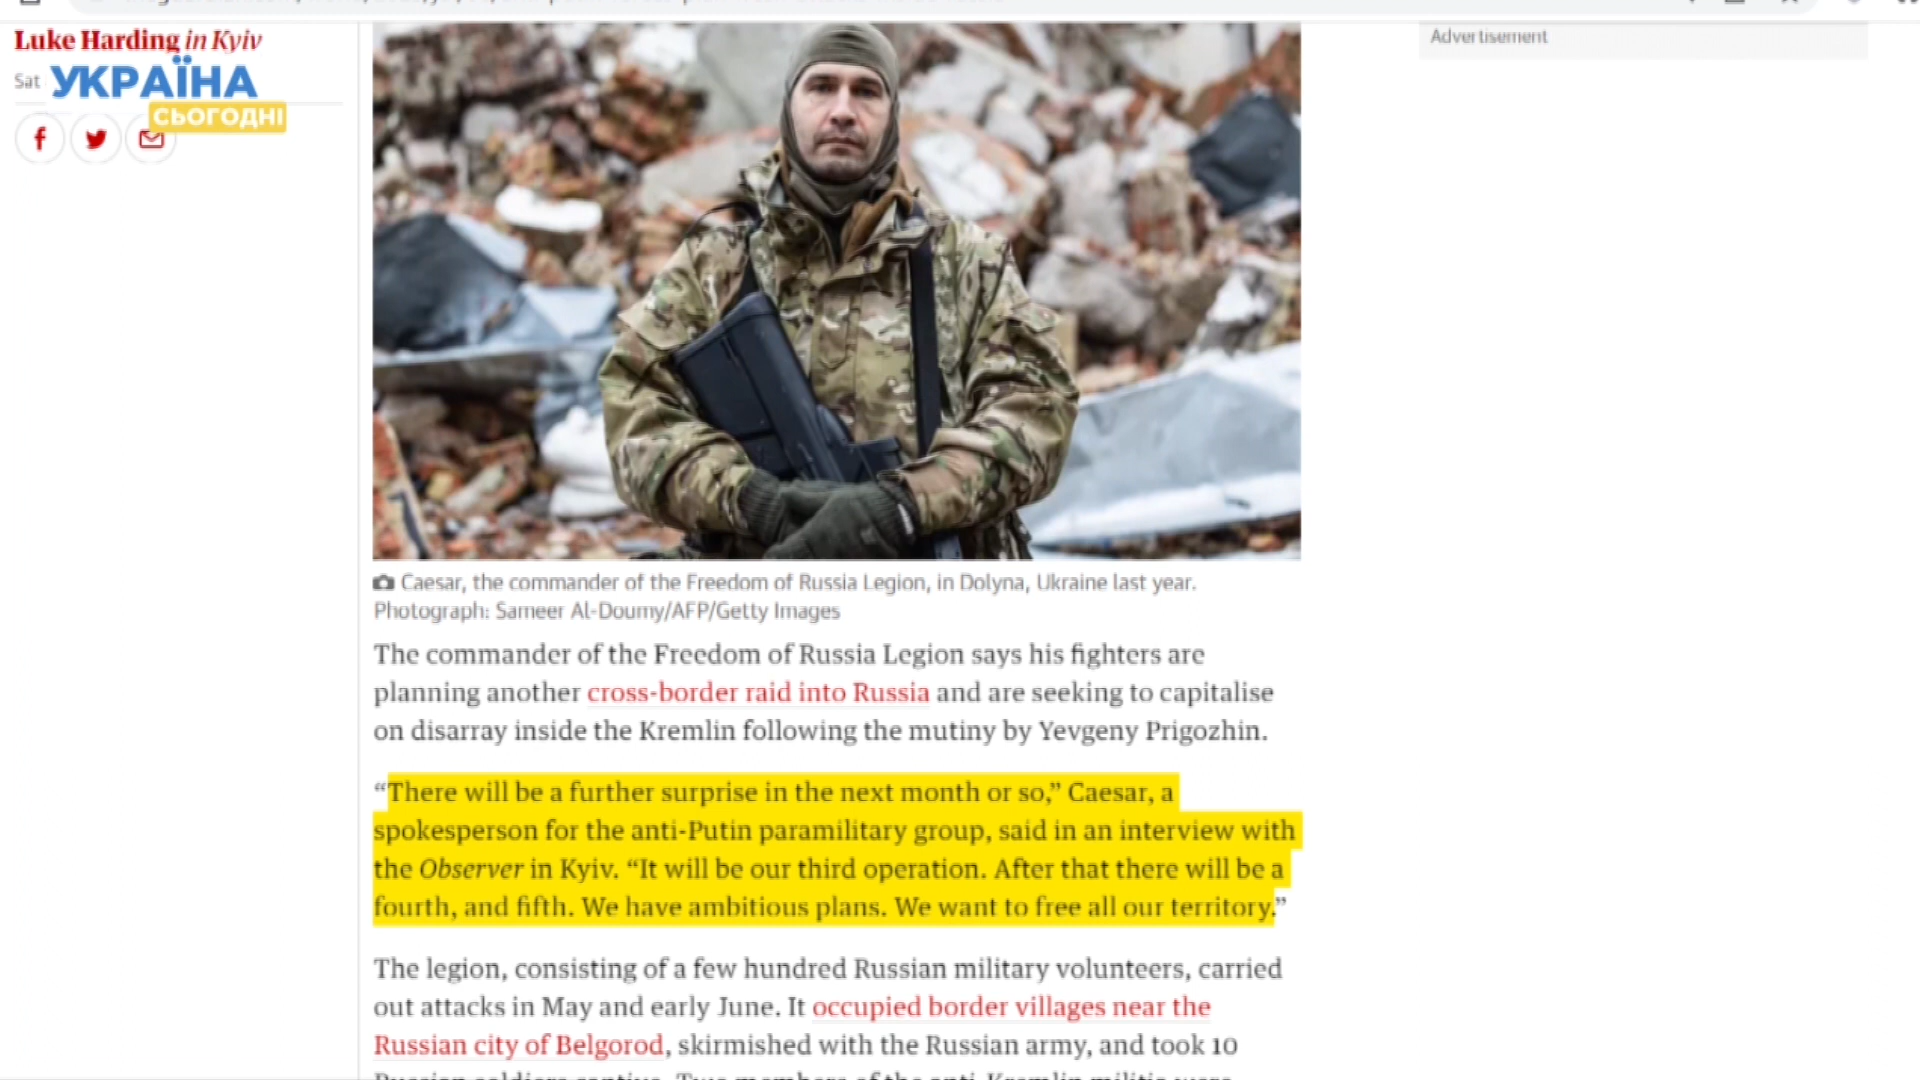 Luke Harding in Kyiv
Sat
УКРАЇНА
СЬОГОДНІ
Advertisement
Caesar, the commander of the Freedom of Russia Legion, in Dolyna, Ukraine last year.
Photograph: Sameer Al-Doumy/AFP/Getty Images
The commander of the Freedom of Russia Legion says his fighters are
planning another cross-border raid into Russia and are seeking to capitalise
on disarray inside the Kremlin following the mutiny by Yevgeny Prigozhin.
“There will be a further surprise in the next month or so,” Caesar, a
spokesperson for the anti-Putin paramilitary group, said in an interview with
the Observer in Kyiv. “It will be our third operation. After that there will be a
fourth, and fifth. We have ambitious plans. We want to free all our territory.”
The legion, consisting of a few hundred Russian military volunteers, carried
out attacks in May and early June. It occupied border villages near the
Russian city of Belgorod, skirmished with the Russian army, and took 10